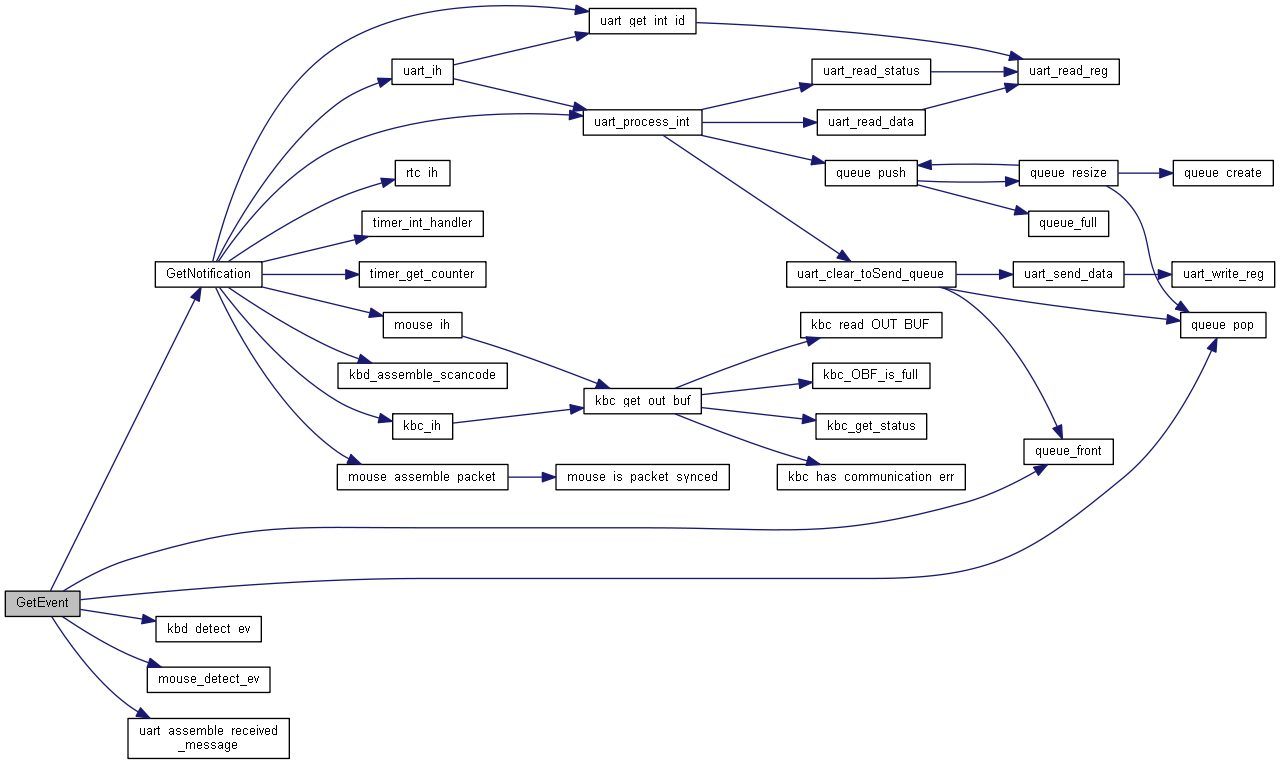 uart_get_int_id
uart_ih
uart_read_status
uart_read_reg
uart_process_int
uart_read_data
rtc_ih
queue_push
queue_resize
queue_create
timer_int_handler
queue_full
GetNotification
timer_get_counter
uart_clear_toSend_queue
uart_send_data
uart_write_reg
mouse_ih
kbc_read_OUT_BUF
queue_pop
kbd_assemble_scancode
kbc_OBF_is_full
kbc_get_out_buf
kbc_ih
kbc_get_status
queue_front
mouse_assemble_packet
mouse_is_packet_synced
kbc_has_communication_err
GetEvent
kbd_detect_ev
mouse_detect_ev
uart_assemble_received
_message